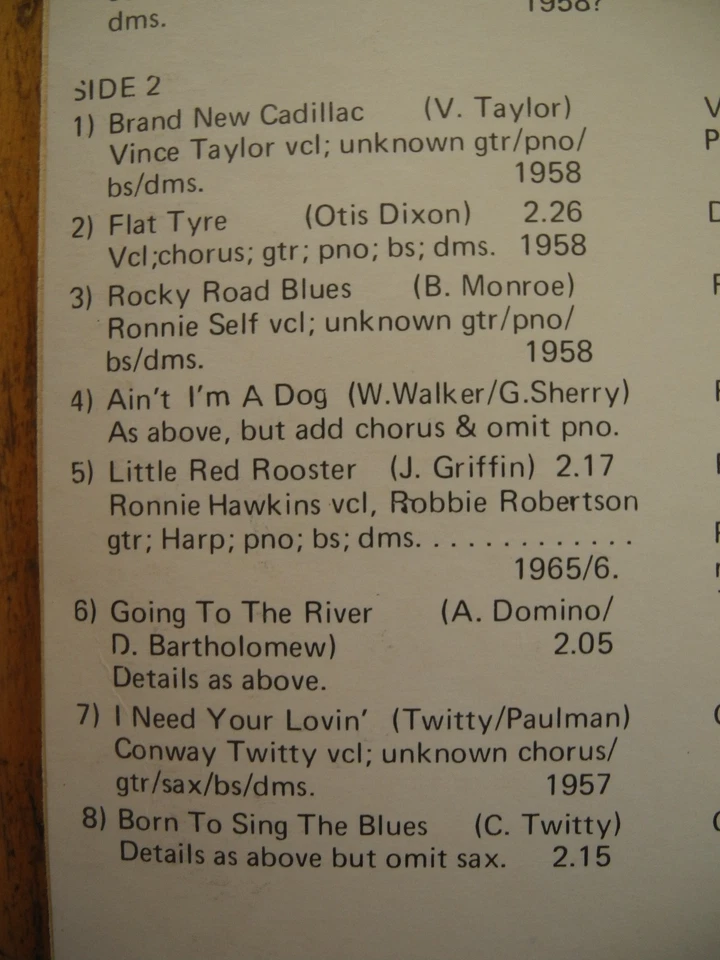 dms. 1958?
SIDE 2
1) Brand New Cadillac (V. Taylor)
Vince Taylor vcl; unknown gtr/pno/
bs/dms. 1958
2) Flat Tyre (Otis Dixon) 2.26
Vcl;chorus; gtr; pno; bs; dms. 1958
3) Rocky Road Blues (B. Monroe)
Ronnie Self vcl; unknown gtr/pno/
bs/dms. 1958
4) Ain't I'm A Dog (W.Walker/G.Sherry)
As above, but add chorus & omit pno.
5) Little Red Rooster (J. Griffin) 2.17
Ronnie Hawkins vcl, Robbie Robertson
gtr; Harp; pno; bs; dms. . . . . . . . . . . . .
1965/6.
6) Going To The River (A. Domino/
D. Bartholomew) 2.05
Details as above.
7) I Need Your Lovin' (Twitty/Paulman)
Conway Twitty vcl; unknown chorus/
gtr/sax/bs/dms. 1957
8) Born To Sing The Blues (C. Twitty)
Details as above but omit sax. 2.15